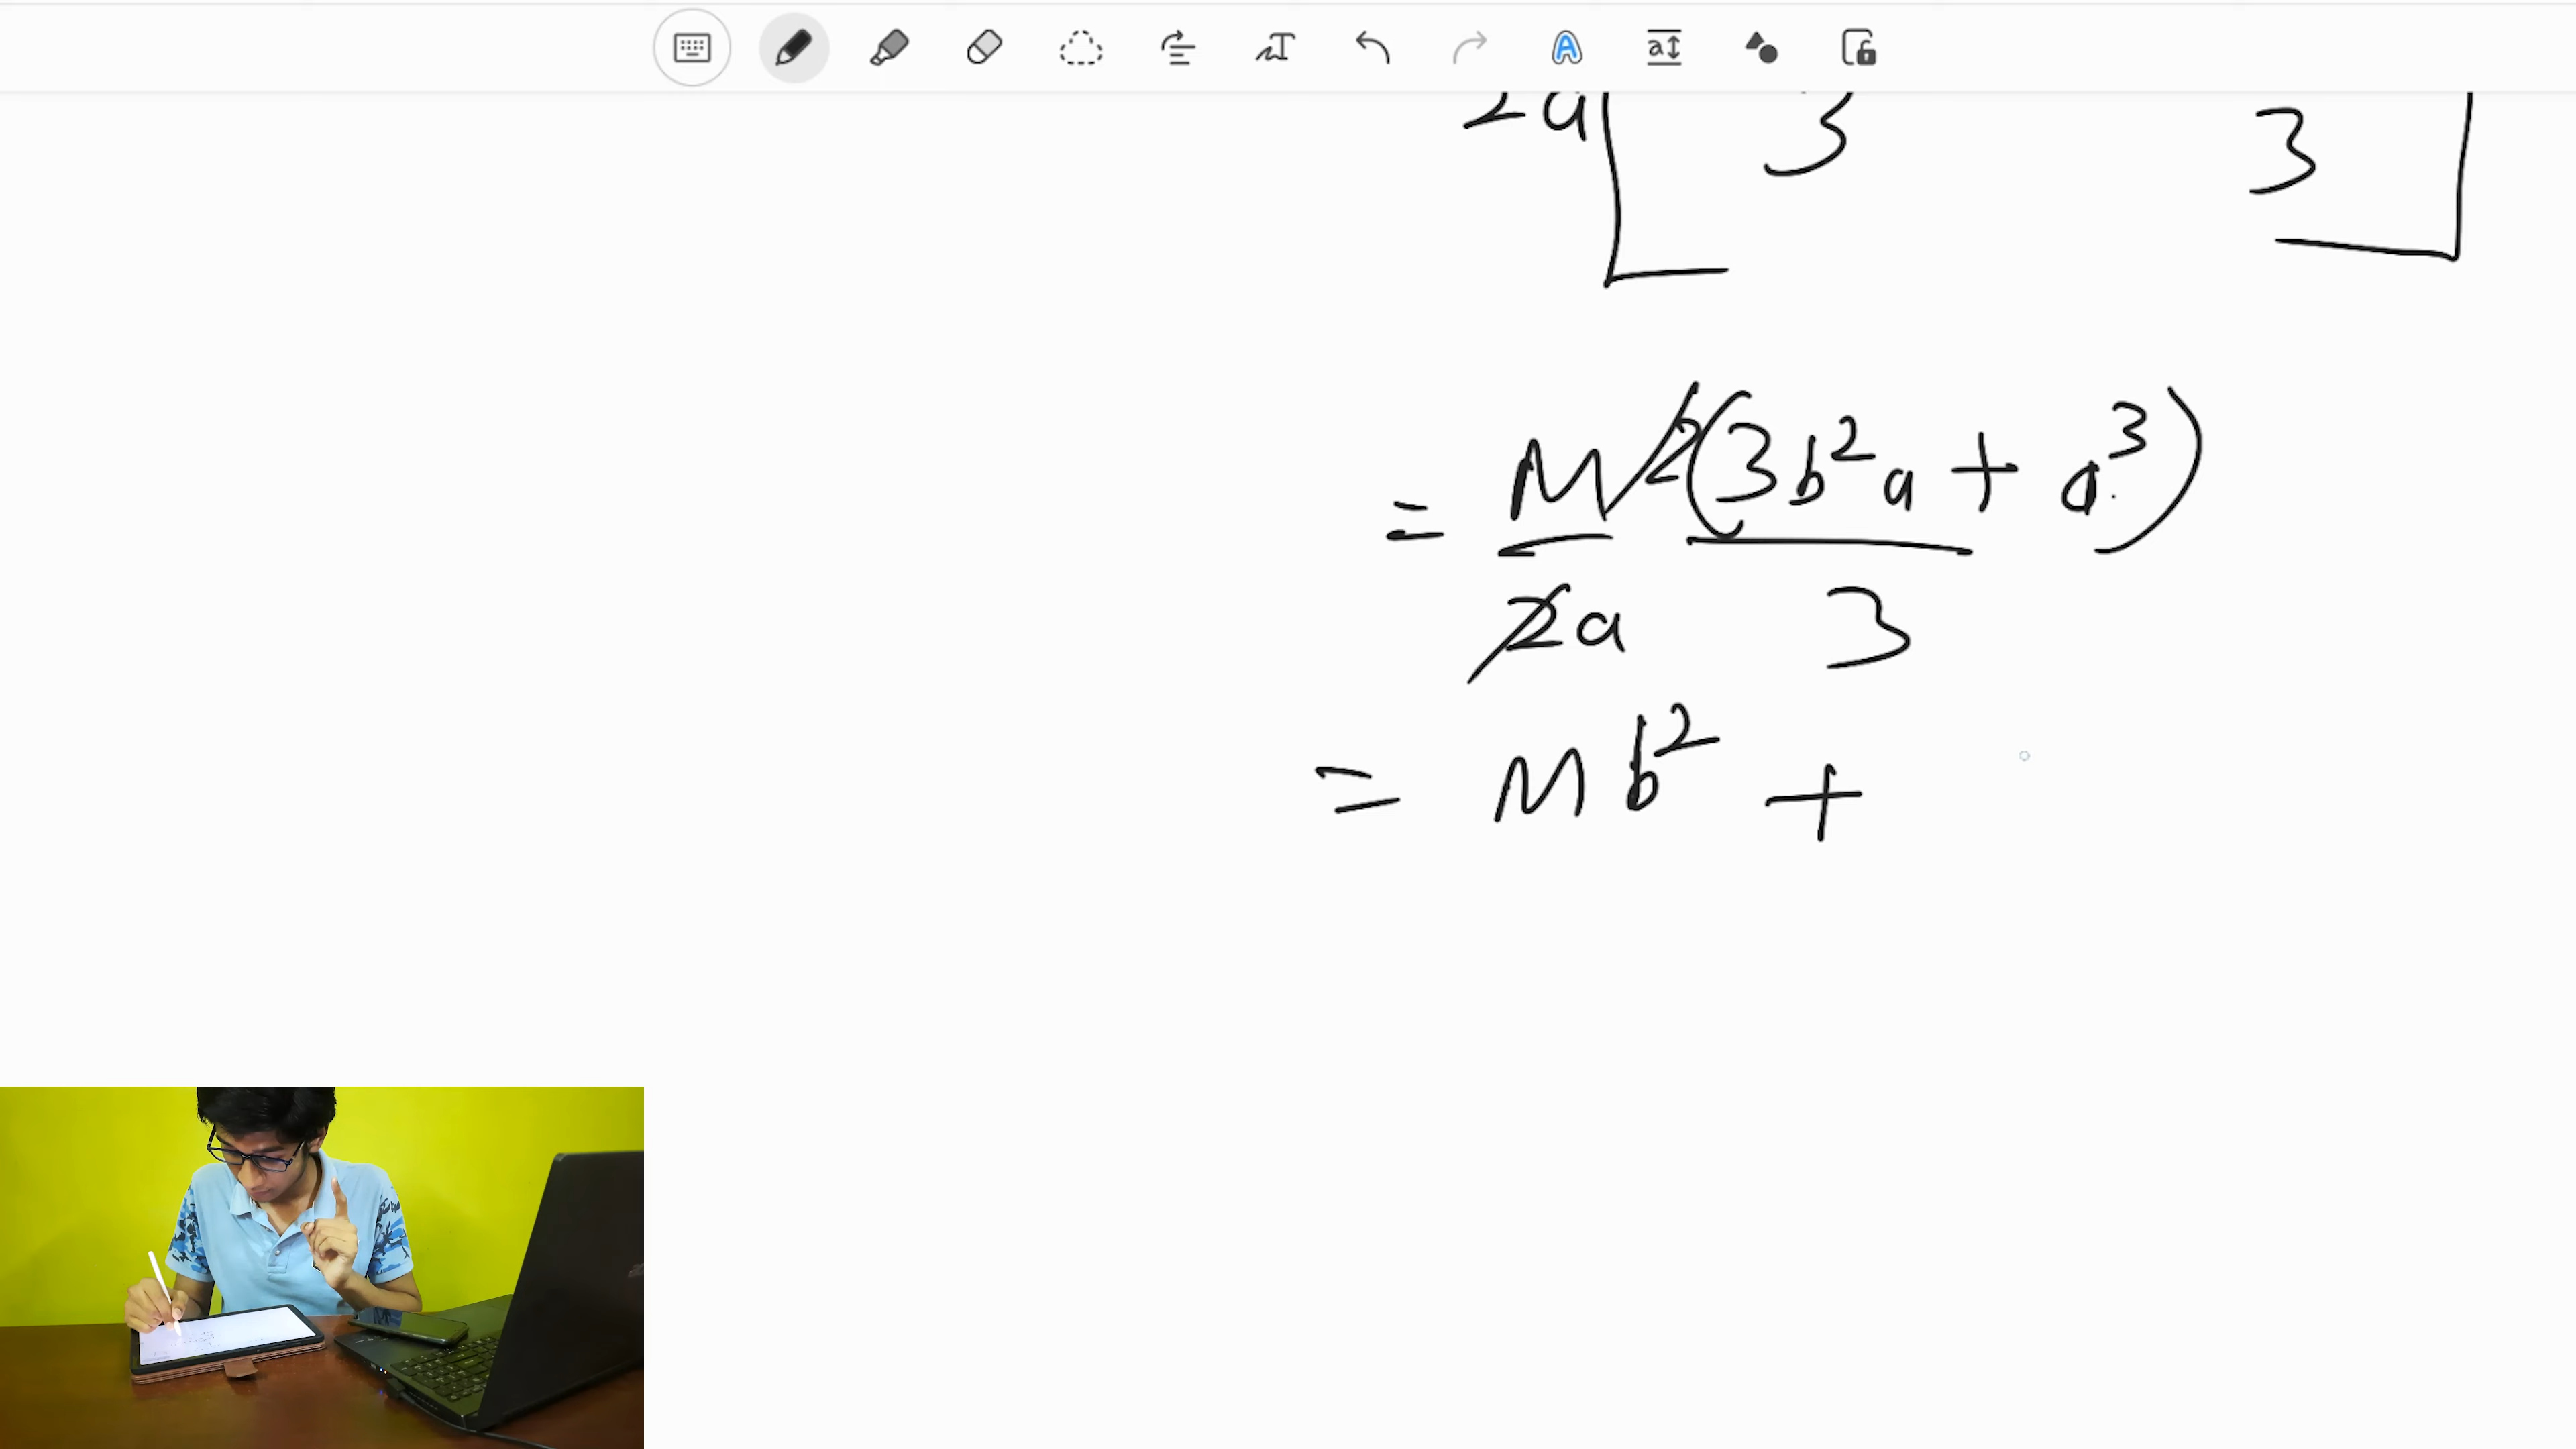 2a 3 3
= M 2(3b²a + a³)
2a 3
= Mb² +